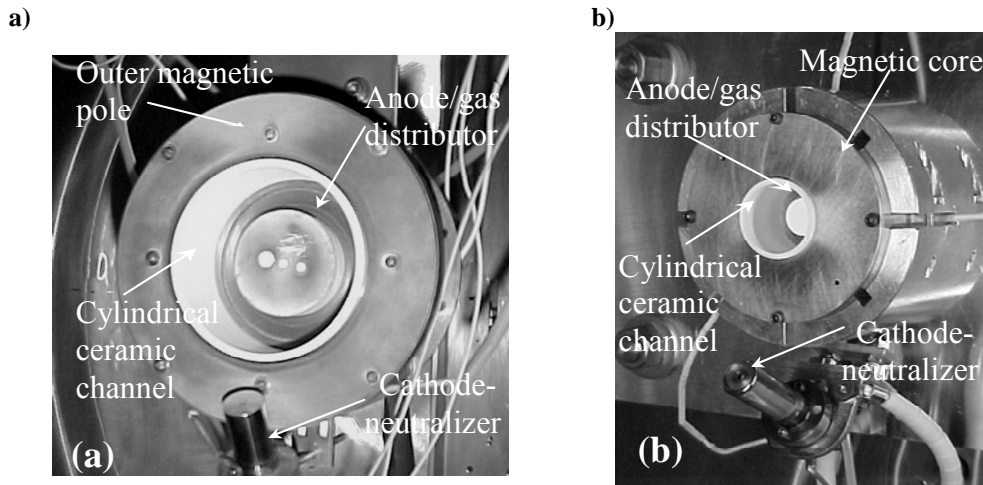 a)
Outer magnetic
pole
Anode/gas
distributor
Cylindrical
ceramic
channel
Cathode-
neutralizer
(a)
b)
Magnetic core
Anode/gas
distributor
Cylindrical
ceramic
channel
Cathode-
neutralizer
(b)